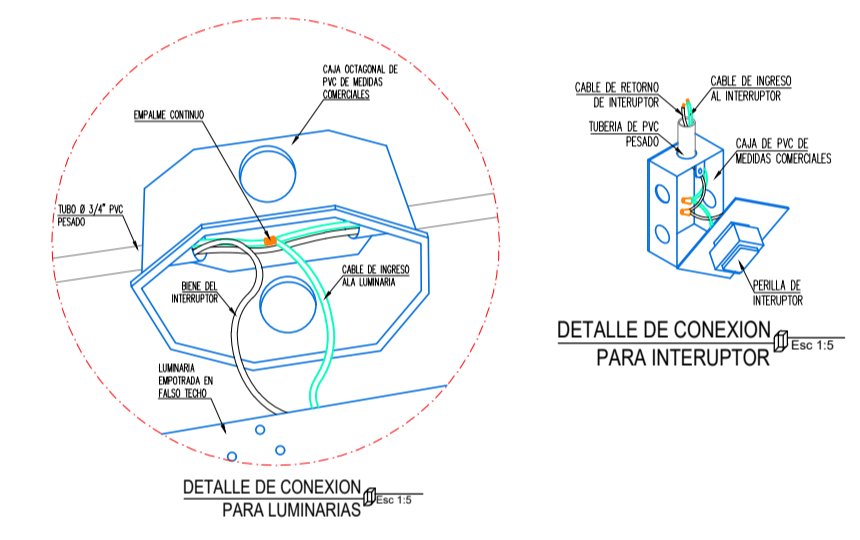 CAJA OCTAGONAL DE
PVC DE MEDIDAS
COMERCIALES
EMPALME CONTINUO
TUBO Ø 3/4" PVC
PESADO
BIENE DEL
INTERRUPTOR
CABLE DE INGRESO
ALA LUMINARIA
LUMINARIA
EMPOTRADA EN
FALSO TECHO
DETALLE DE CONEXION
PARA LUMINARIAS
Esc 1:5
CABLE DE RETORNO
DE INTERUPTOR
CABLE DE INGRESO
AL INTERRUPTOR
TUBERIA DE PVC
PESADO
CAJA DE PVC DE
MEDIDAS COMERCIALES
PERILLA DE
INTERUPTOR
DETALLE DE CONEXION
PARA INTERUPTOR
Esc 1:5